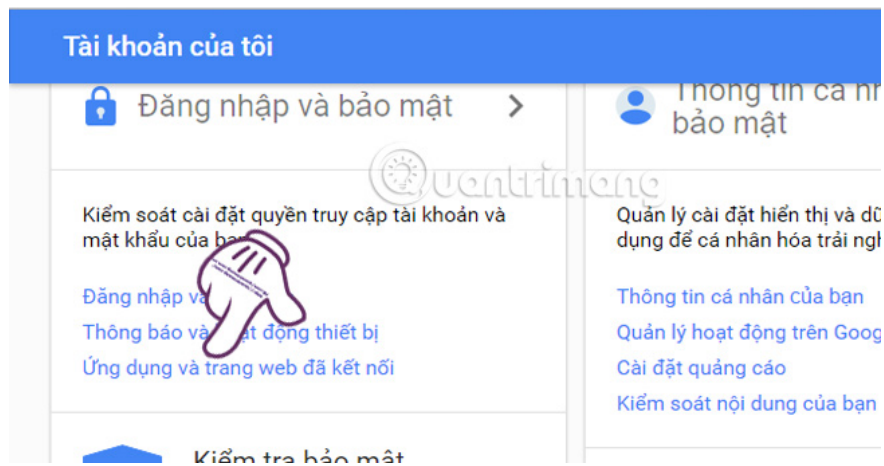 Tài khoản của tôi
Đăng nhập và bảo mật
Kiểm soát cài đặt quyền truy cập tài khoản và
mật khẩu của
Đăng nhập
Thông báo và động thiết bị
Ứng dụng và trang web đã kết nối
Kiểm tra bảo mật
Thông tin cá
bảo mật
Quản lý cài đặt hiển thị và
dụng để cá nhân hóa trải
Thông tin cá nhân của bạn
Quản lý hoạt động trên Goog
Cài đặt quảng cáo
Kiểm soát nội dung của bạn
Quantrimang